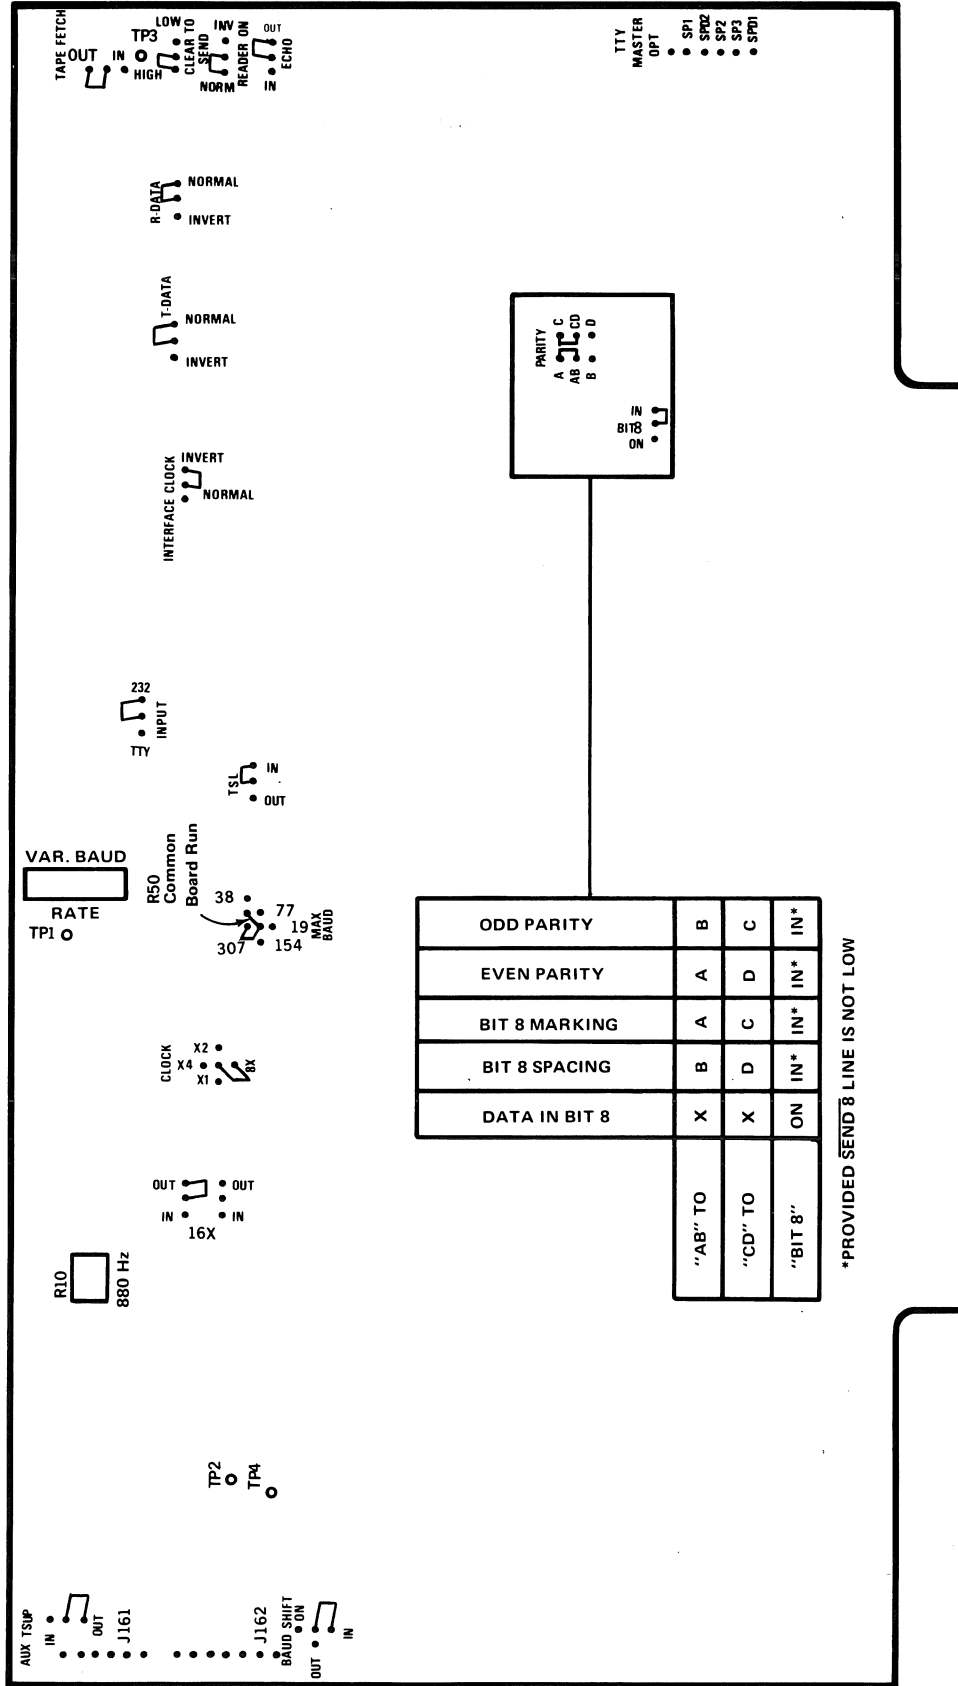 TAPE FETCH
OUT
IN
TP3
HIGH
LOW
CLEAR TO
SEND
INV
NORM
READER ON
OUT
ECHO
IN
TTY
MASTER
OPT
SP1
SPD2
SP2
SP3
SPD1
R-DATA
NORMAL
INVERT
T-DATA
NORMAL
INVERT
PARITY
A
AB
B
C
CD
D
IN
BIT8
ON
INTERFACE CLOCK
INVERT
NORMAL
232
INPUT
TTY
TSL
IN
OUT
VAR. BAUD
RATE
TP1
R50
Common
Board Run
38
77
19
154
307
MAX
BAUD
CLOCK
X2
X4
X1
8X
OUT
IN
OUT
IN
16X
R10
880 Hz
ODD PARITY B C IN*
EVEN PARITY A D IN*
BIT 8 MARKING A C IN*
BIT 8 SPACING B D IN*
DATA IN BIT 8 X X ON
"AB" TO
"CD" TO
"BIT 8"
*PROVIDED SEND 8 LINE IS NOT LOW
TP2
TP4
AUX TSUP
IN
OUT
J161
J162
BAUD SHIFT
ON
OUT
IN